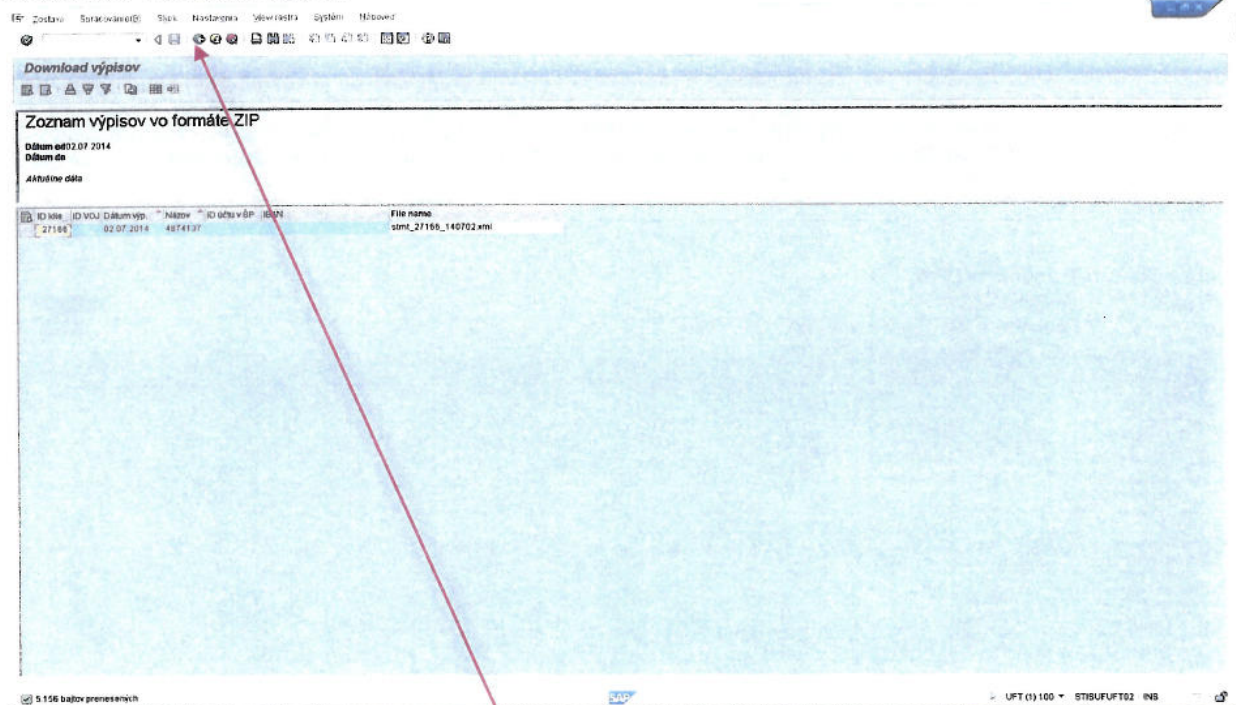 Zostava Spracovanie(B) Skok Nastavenia View rastra Systém Nápoveď
Download výpisov
Zoznam výpisov vo formáte ZIP
Dátum od02.07.2014
Dátum do
Aktuálne dáta
ID klie ID VOJ Dátum výp. Názov ID účtu v ŠP IBAN File name
27166 02.07.2014 4874137 stmt_27166_140702.xml
5.156 bajtov prenesených SAP UFT (1) 100 STISUFUFT02 INS